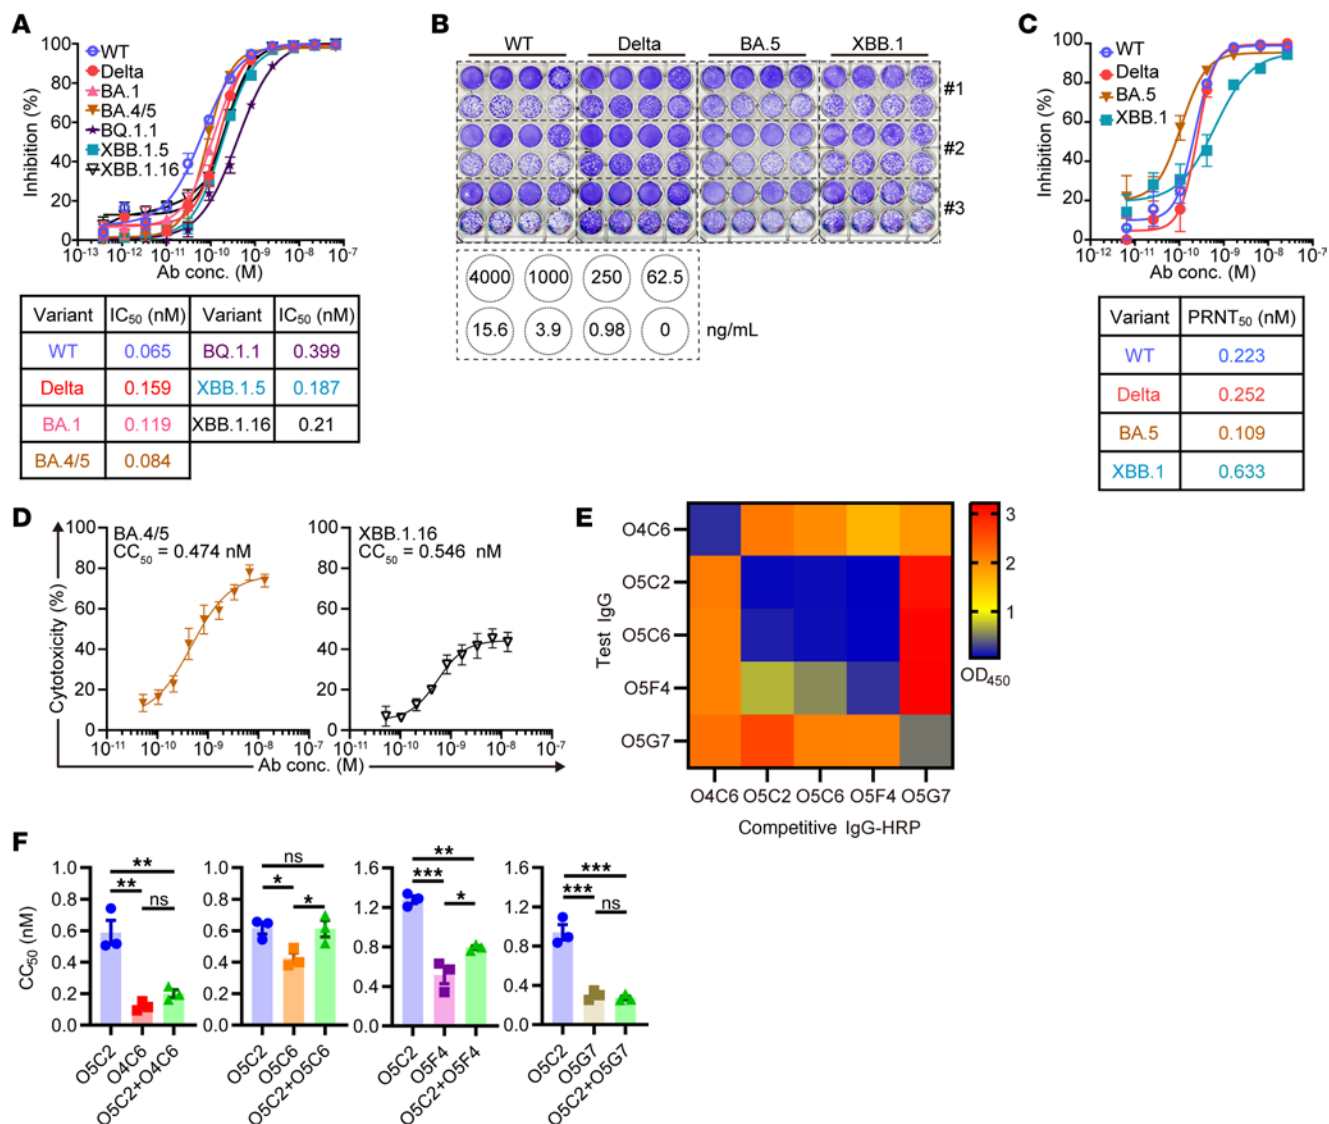 A
100
80
60
40
20
0
Inhibition (%)
WT
Delta
BA.1
BA.4/5
BQ.1.1
XBB.1.5
XBB.1.16
10-13 10-12 10-11 10-10 10-9 10-8 10-7
Ab conc. (M)
Variant IC50 (nM) Variant IC50 (nM)
WT 0.065 BQ.1.1 0.399
Delta 0.159 XBB.1.5 0.187
BA.1 0.119 XBB.1.16 0.21
BA.4/5 0.084
B
WT Delta BA.5 XBB.1
#1
#2
#3
4000 1000 250 62.5
15.6 3.9 0.98 0
ng/mL
C
100
80
60
40
20
0
Inhibition (%)
WT
Delta
BA.5
XBB.1
10-12 10-11 10-10 10-9 10-8 10-7
Ab conc. (M)
Variant PRNT50 (nM)
WT 0.223
Delta 0.252
BA.5 0.109
XBB.1 0.633
D
Cytotoxicity (%)
100
80
60
40
20
0
BA.4/5
CC50 = 0.474 nM
10-11 10-10 10-9 10-8 10-7
100
80
60
40
20
0
XBB.1.16
CC50 = 0.546 nM
10-11 10-10 10-9 10-8 10-7
Ab conc. (M)
E
Test IgG
O4C6
O5C2
O5C6
O5F4
O5G7
O4C6 O5C2 O5C6 O5F4 O5G7
Competitive IgG-HRP
3
2
1
OD450
F
CC50 (nM)
1.0
0.8
0.6
0.4
0.2
0.0
**
**
ns
O5C2
O4C6
O5C2+O4C6
1.0
0.8
0.6
0.4
0.2
0.0
ns
*
*
O5C2
O5C6
O5C2+O5C6
1.6
1.2
0.8
0.4
0.0
**
***
*
O5C2
O5F4
O5C2+O5F4
1.6
1.2
0.8
0.4
0.0
***
***
ns
O5C2
O5G7
O5C2+O5G7